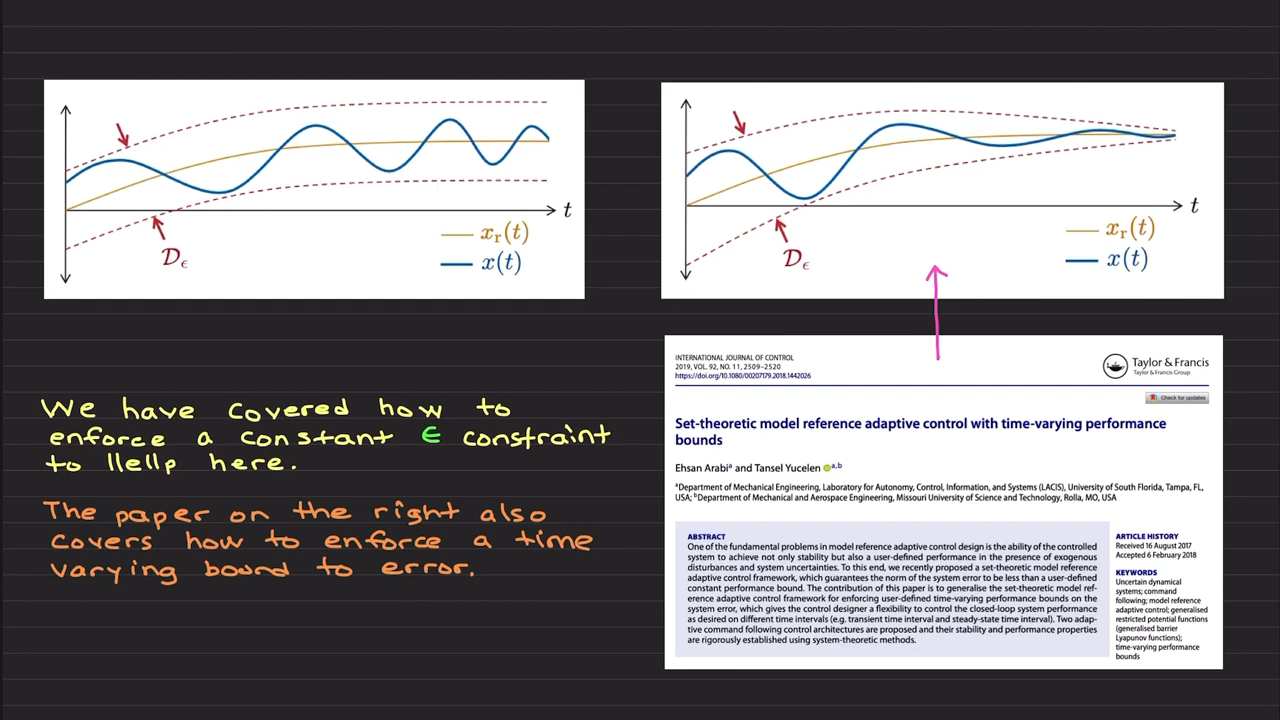 t
x_r(t)
x(t)
𝒟_ϵ
t
x_r(t)
x(t)
𝒟_ϵ
We have covered how to
enforce a constant ϵ constraint
to ||e||p here.
The paper on the right also
covers how to enforce a time
varying bound to error.
INTERNATIONAL JOURNAL OF CONTROL
2019, VOL. 92, NO. 11, 2509–2520
https://doi.org/10.1080/00207179.2018.1442026
Taylor & Francis
Taylor & Francis Group
Check for updates
Set-theoretic model reference adaptive control with time-varying performance
bounds
Ehsan Arabiᵃ and Tansel Yucelen ᵃ,ᵇ
ᵃDepartment of Mechanical Engineering, Laboratory for Autonomy, Control, Information, and Systems (LACIS), University of South Florida, Tampa, FL,
USA; ᵇDepartment of Mechanical and Aerospace Engineering, Missouri University of Science and Technology, Rolla, MO, USA
ABSTRACT
One of the fundamental problems in model reference adaptive control design is the ability of the controlled
system to achieve not only stability but also a user-defined performance in the presence of exogenous
disturbances and system uncertainties. To this end, we recently proposed a set-theoretic model reference
adaptive control framework, which guarantees the norm of the system error to be less than a user-defined
constant performance bound. The contribution of this paper is to generalise the set-theoretic model ref-
erence adaptive control framework for enforcing user-defined time-varying performance bounds on the
system error, which gives the control designer a flexibility to control the closed-loop system performance
as desired on different time intervals (e.g. transient time interval and steady-state time interval). Two adap-
tive command following control architectures are proposed and their stability and performance properties
are rigorously established using system-theoretic methods.
ARTICLE HISTORY
Received 16 August 2017
Accepted 6 February 2018
KEYWORDS
Uncertain dynamical
systems; command
following; model reference
adaptive control; generalised
restricted potential functions
(generalised barrier
Lyapunov functions);
time-varying performance
bounds